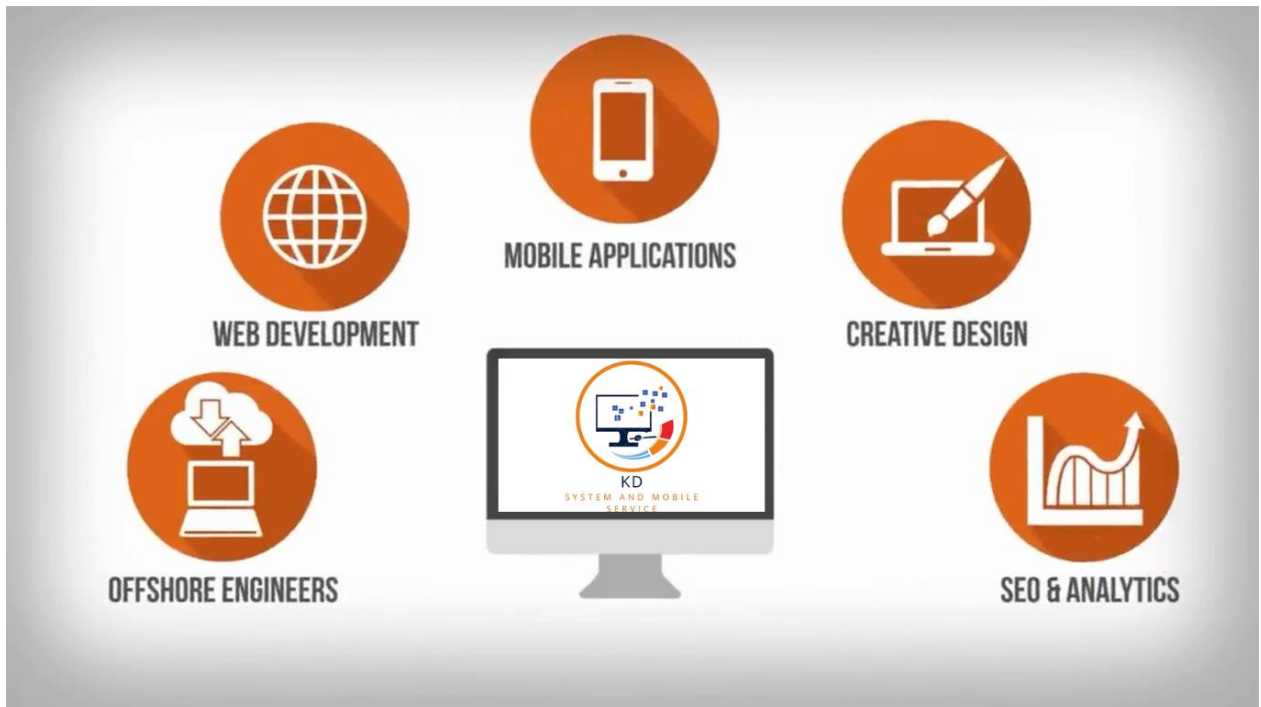 MOBILE APPLICATIONS
WEB DEVELOPMENT
CREATIVE DESIGN
KD
SYSTEM AND MOBILE
SERVICE
OFFSHORE ENGINEERS
SEO & ANALYTICS